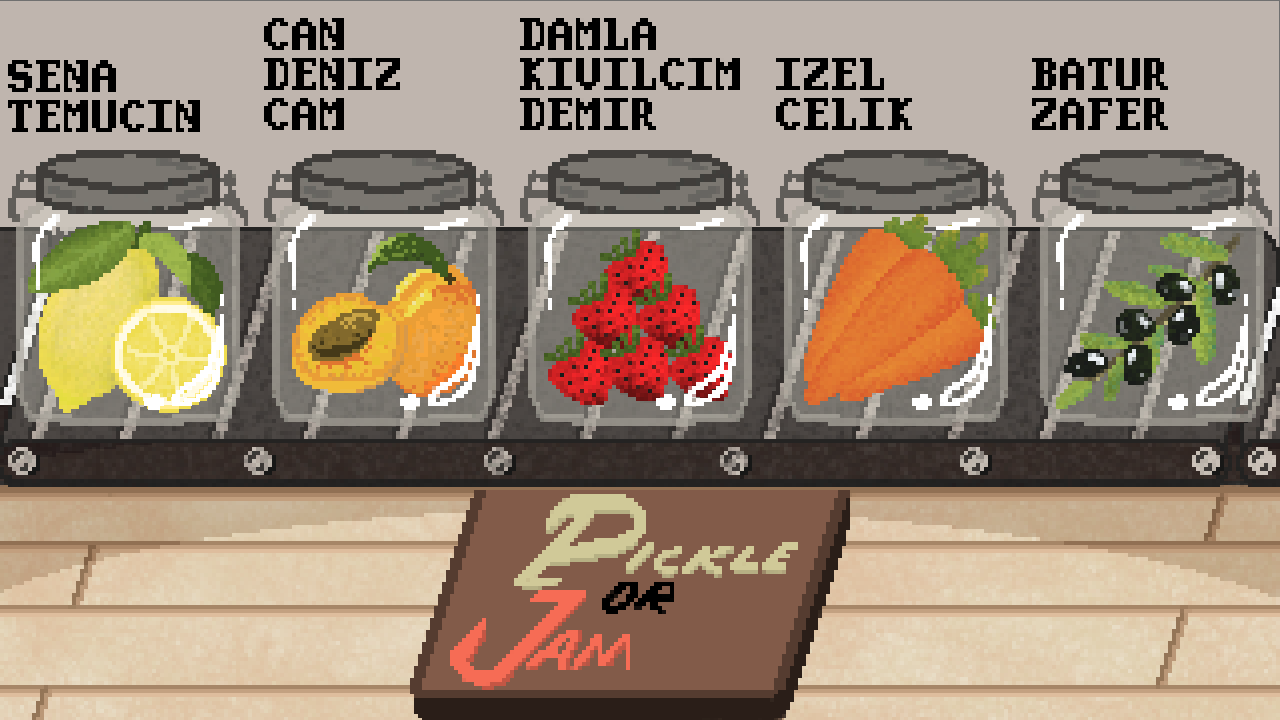 SENA
TEMUCIN
CAN
DENIZ
CAM
DAMLA
KIVILCIM
DEMIR
IZEL
CELIK
BATUR
ZAFER
PICKLE
OR
JAM